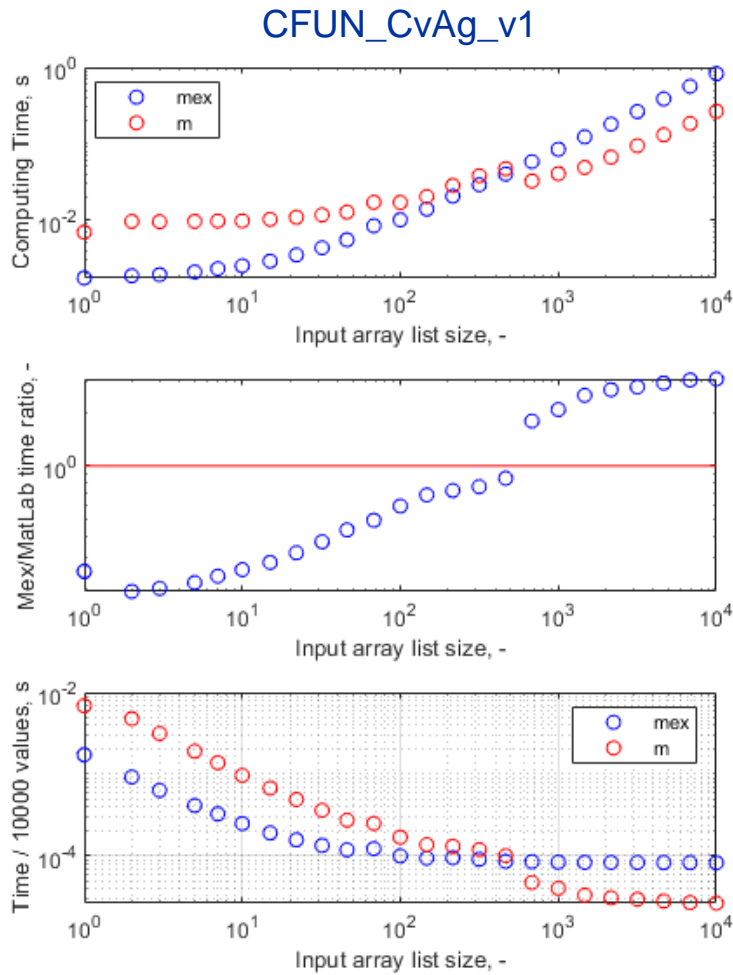 CFUN_CvAg_v1
10^0
10^-2
Computing Time, s
mex
m
10^0
10^1
10^2
10^3
10^4
Input array list size, -
10^0
Mex/MatLab time ratio, -
10^0
10^1
10^2
10^3
10^4
Input array list size, -
10^-2
10^-4
Time / 10000 values, s
mex
m
10^0
10^1
10^2
10^3
10^4
Input array list size, -